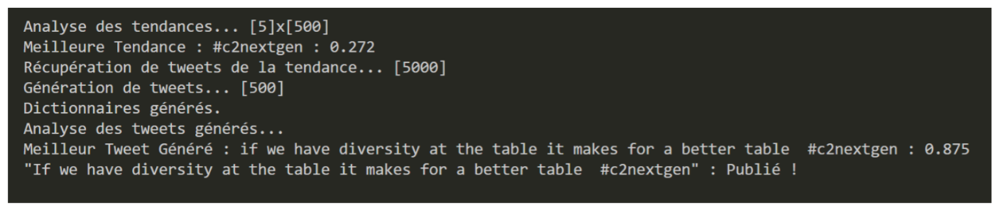 Analyse des tendances... [5]x[500]
Meilleure Tendance : #c2nextgen : 0.272
Récupération de tweets de la tendance... [5000]
Génération de tweets... [500]
Dictionnaires générés.
Analyse des tweets générés...
Meilleur Tweet Généré : if we have diversity at the table it makes for a better table  #c2nextgen : 0.875
"If we have diversity at the table it makes for a better table  #c2nextgen" : Publié !